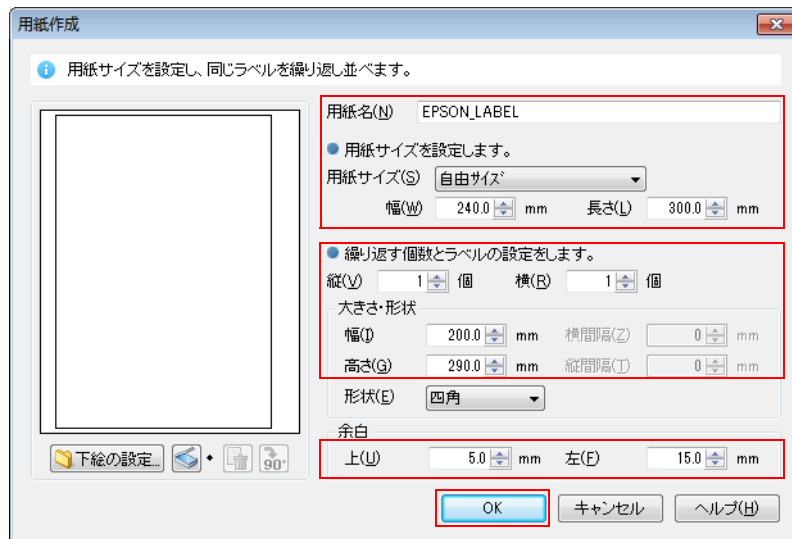 用紙作成
用紙サイズを設定し、同じラベルを繰り返し並べます。
用紙名(N) EPSON_LABEL
用紙サイズを設定します。
用紙サイズ(S) 自由サイズ
幅(W) 240.0 mm 長さ(L) 300.0 mm
繰り返す個数とラベルの設定をします。
縦(V) 1 個 横(R) 1 個
大きさ・形状
幅(I) 200.0 mm 横間隔(Z) 0 mm
高さ(G) 290.0 mm 縦間隔(T) 0 mm
形状(E) 四角
余白
上(U) 5.0 mm 左(F) 15.0 mm
下絵の設定... 90°
OK キャンセル ヘルプ(H)